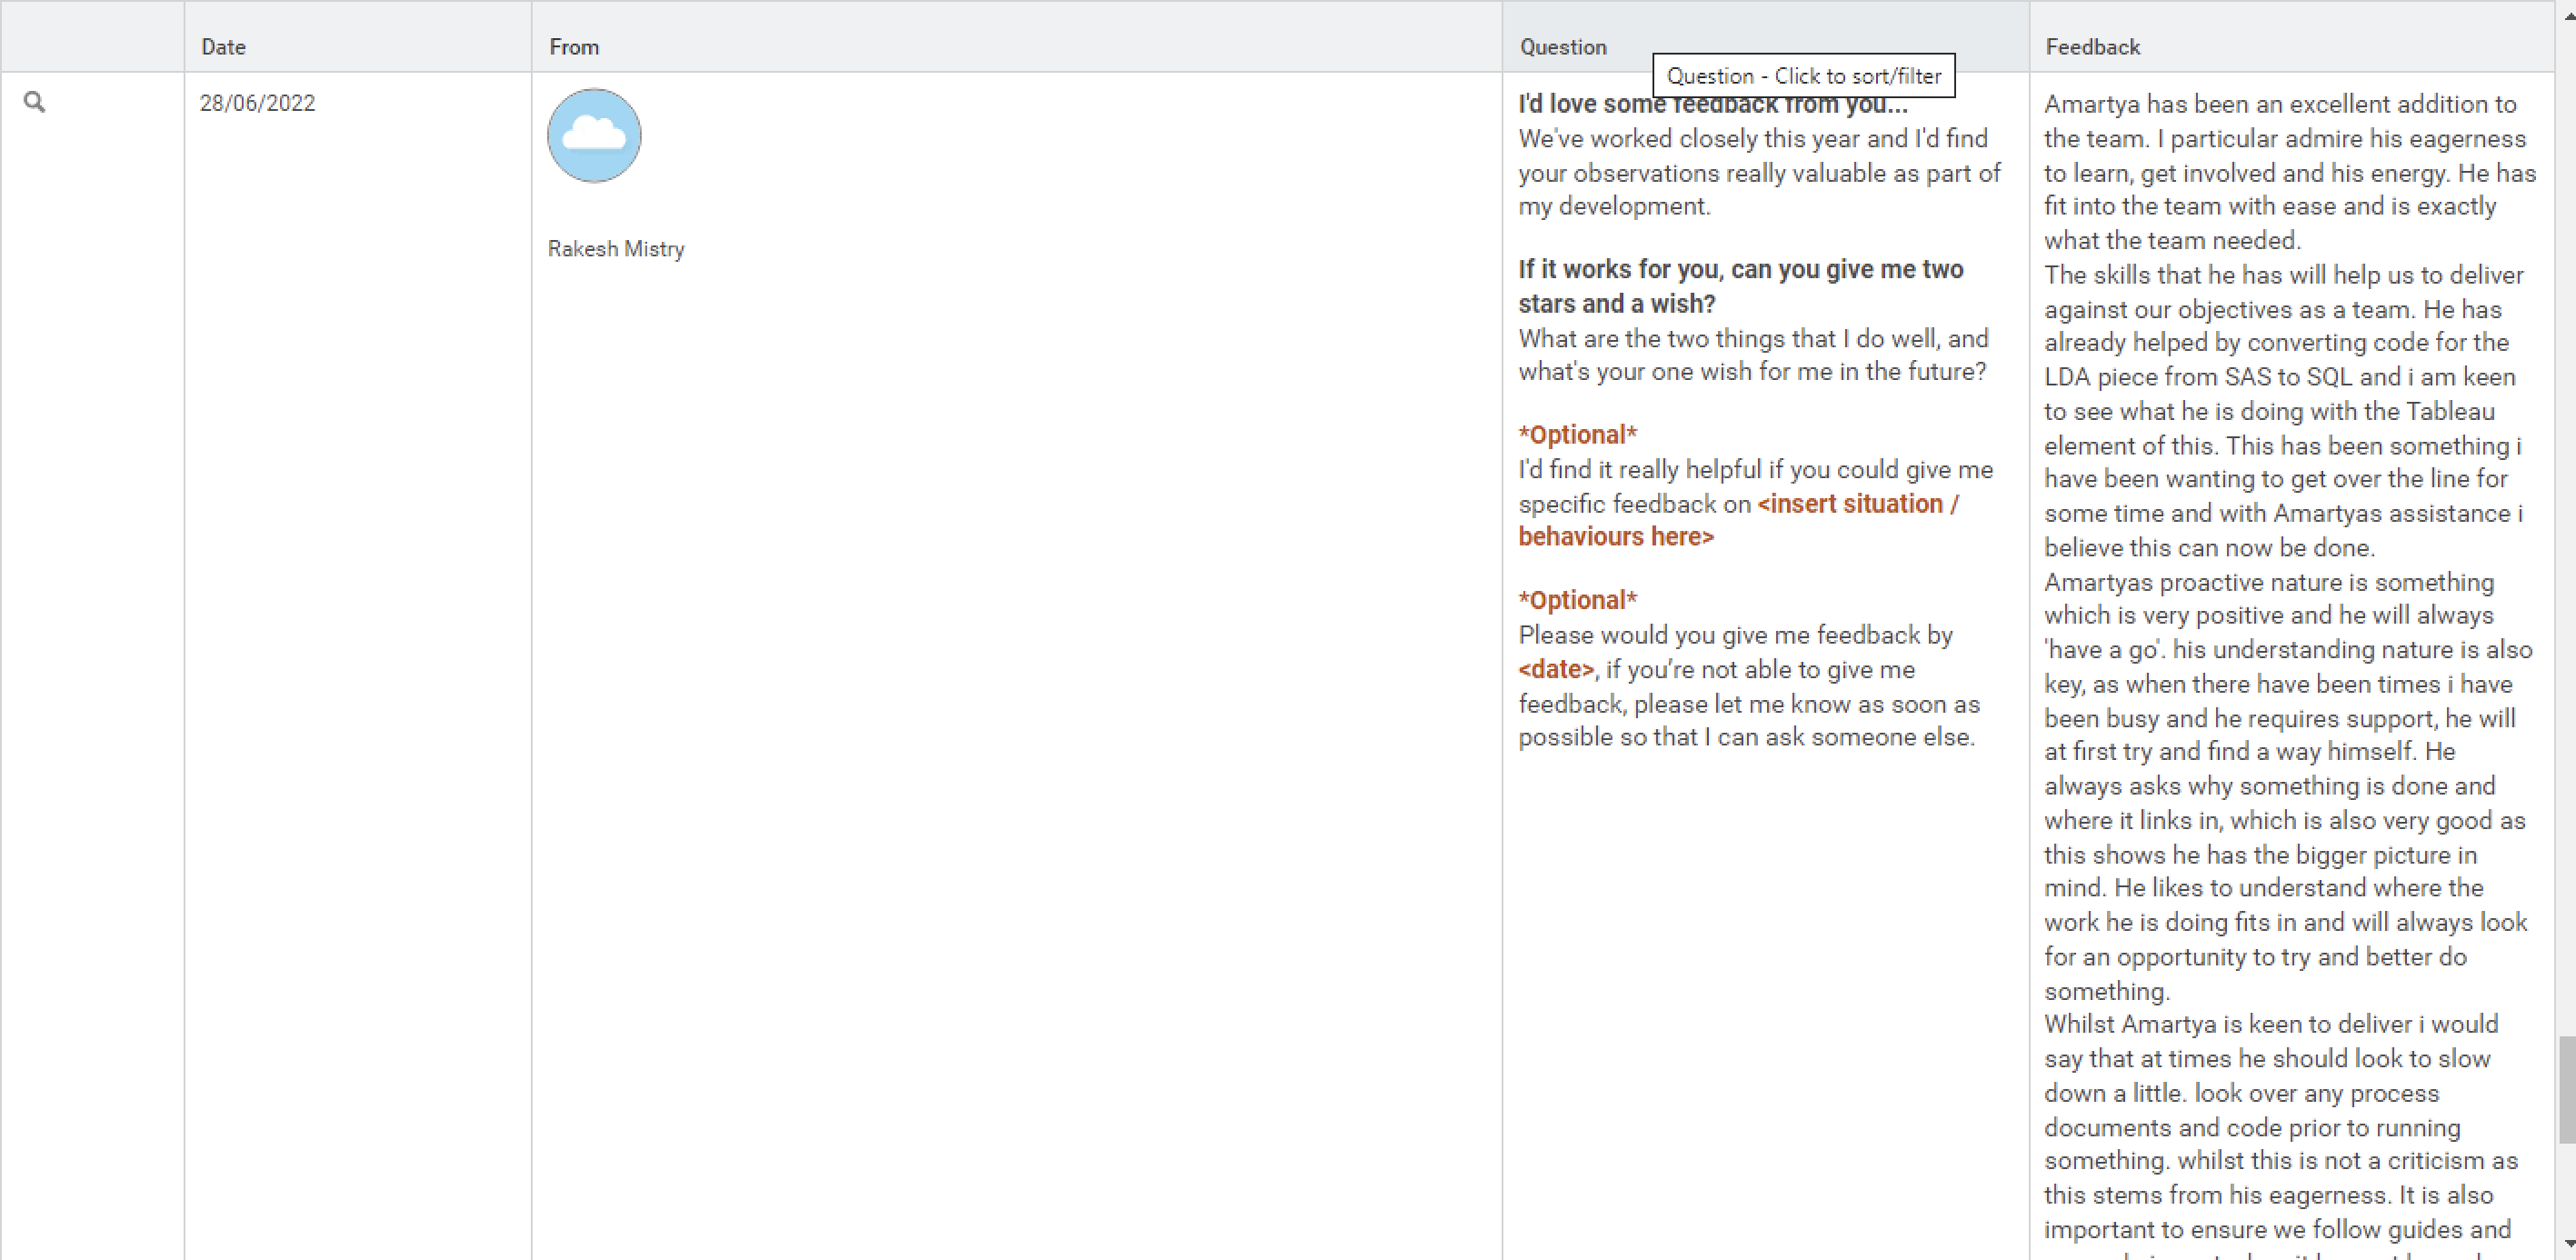 Date
From
Question
Feedback
Question - Click to sort/filter
28/06/2022
Rakesh Mistry
I'd love some feedback from you...
We've worked closely this year and I'd find
your observations really valuable as part of
my development.
If it works for you, can you give me two
stars and a wish?
What are the two things that I do well, and
what's your one wish for me in the future?
*Optional*
I'd find it really helpful if you could give me
specific feedback on <insert situation /
behaviours here>
*Optional*
Please would you give me feedback by
<date>, if you’re not able to give me
feedback, please let me know as soon as
possible so that I can ask someone else.
Amartya has been an excellent addition to
the team. I particular admire his eagerness
to learn, get involved and his energy. He has
fit into the team with ease and is exactly
what the team needed.
The skills that he has will help us to deliver
against our objectives as a team. He has
already helped by converting code for the
LDA piece from SAS to SQL and i am keen
to see what he is doing with the Tableau
element of this. This has been something i
have been wanting to get over the line for
some time and with Amartyas assistance i
believe this can now be done.
Amartyas proactive nature is something
which is very positive and he will always
'have a go'. his understanding nature is also
key, as when there have been times i have
been busy and he requires support, he will
at first try and find a way himself. He
always asks why something is done and
where it links in, which is also very good as
this shows he has the bigger picture in
mind. He likes to understand where the
work he is doing fits in and will always look
for an opportunity to try and better do
something.
Whilst Amartya is keen to deliver i would
say that at times he should look to slow
down a little. look over any process
documents and code prior to running
something. whilst this is not a criticism as
this stems from his eagerness. It is also
important to ensure we follow guides and